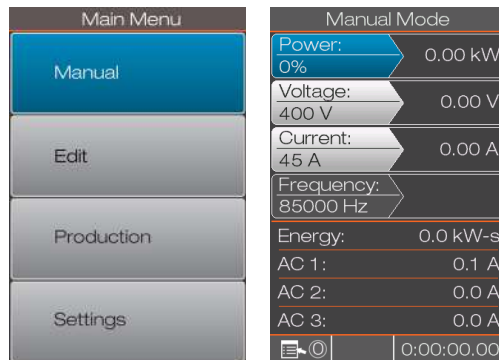 Main Menu
Manual
Edit
Production
Settings
Manual Mode
Power:
0%
0.00 kW
Voltage:
400 V
0.00 V
Current:
45 A
0.00 A
Frequency:
85000 Hz
Energy: 0.0 kW-s
AC 1: 0.1 A
AC 2: 0.0 A
AC 3: 0.0 A
0:00:00.00